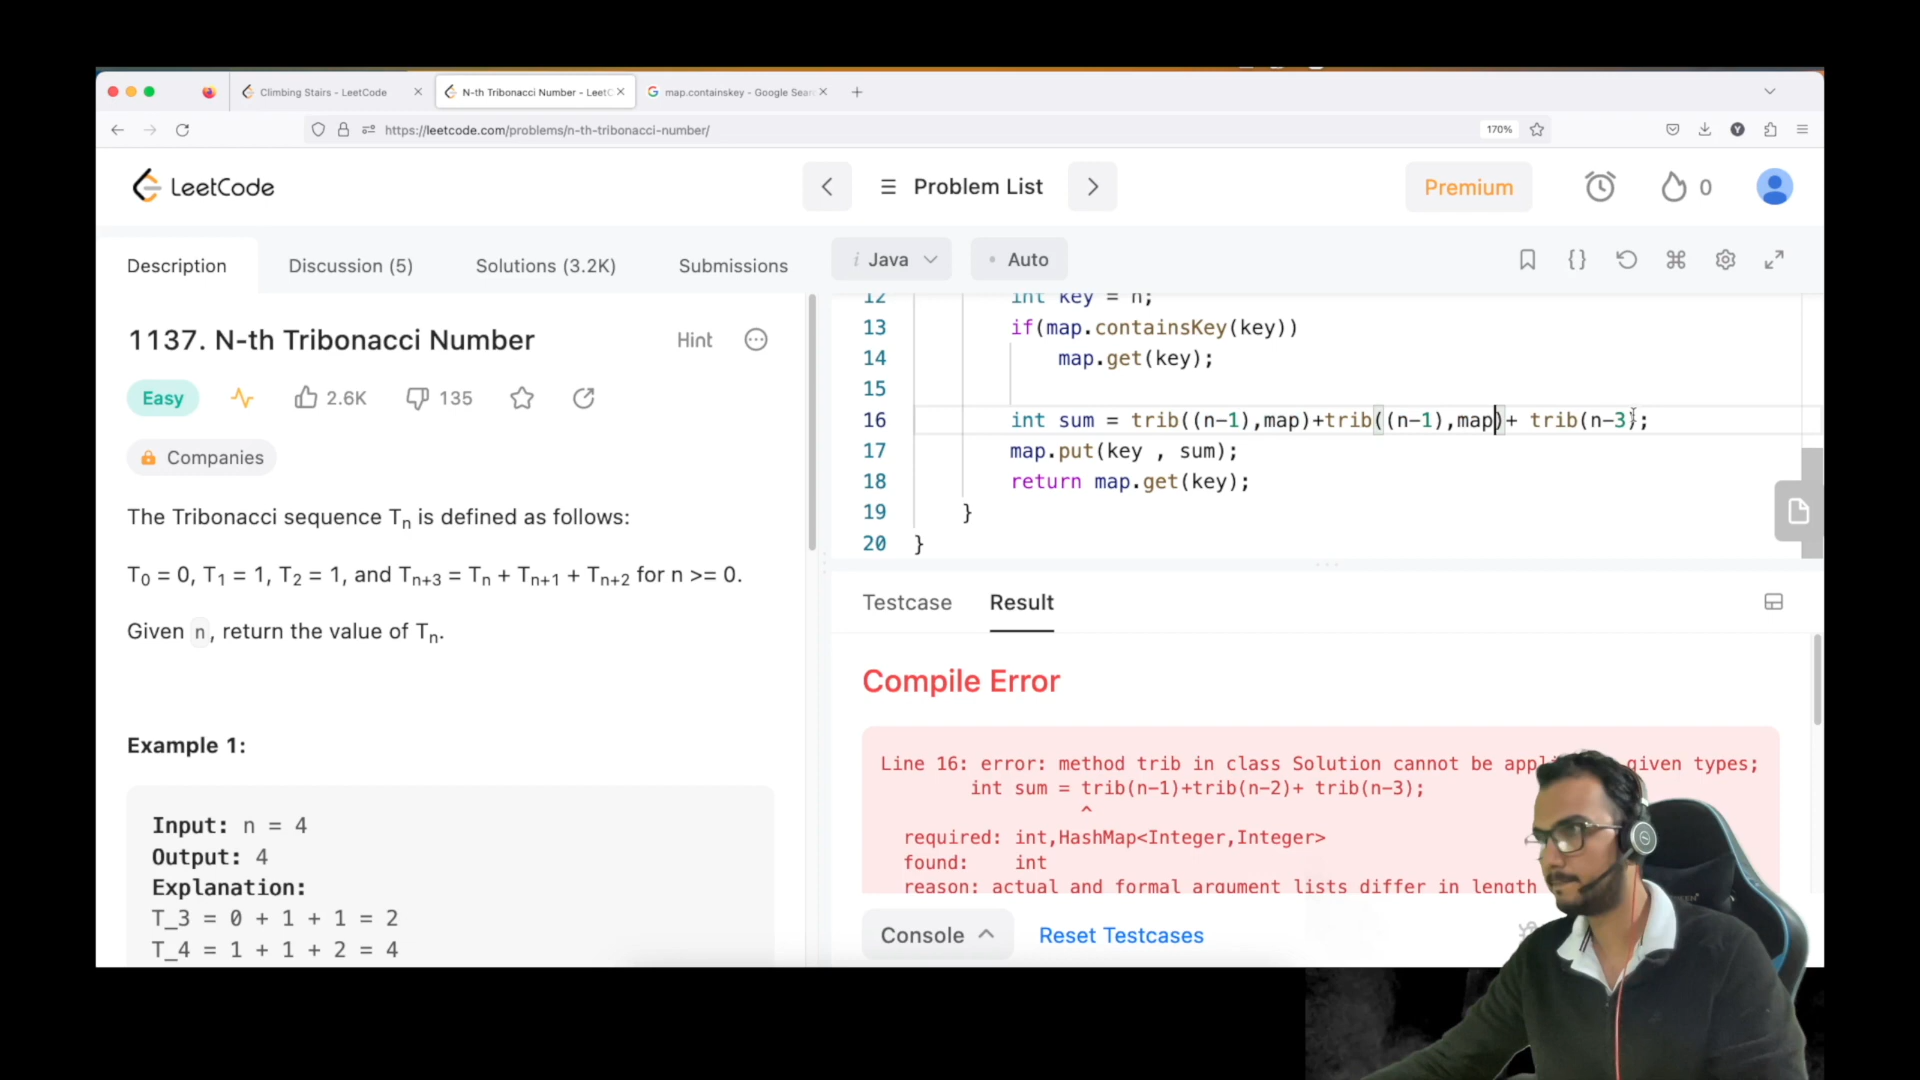 Climbing Stairs - LeetCode
N-th Tribonacci Number - LeetC
map.containskey - Google Sear
https://leetcode.com/problems/n-th-tribonacci-number/
170%
LeetCode
Problem List
Premium
0
Description
Discussion (5)
Solutions (3.2K)
Submissions
i Java
Auto
1137. N-th Tribonacci Number
Hint
Easy
2.6K
135
Companies
The Tribonacci sequence Tn is defined as follows:
T0 = 0, T1 = 1, T2 = 1, and Tn+3 = Tn + Tn+1 + Tn+2 for n >= 0.
Given n, return the value of Tn.
Example 1:
Input: n = 4
Output: 4
Explanation:
T_3 = 0 + 1 + 1 = 2
T_4 = 1 + 1 + 2 = 4
12 int key = n;
13 if(map.containsKey(key))
14 map.get(key);
15
16 int sum = trib((n-1),map)+trib((n-1),map)+ trib(n-3);
17 map.put(key , sum);
18 return map.get(key);
19 }
20 }
Testcase
Result
Compile Error
Line 16: error: method trib in class Solution cannot be given types;
int sum = trib(n-1)+trib(n-2)+ trib(n-3);
^
required: int,HashMap<Integer,Integer>
found: int
reason: actual and formal argument lists differ in length
Console
Reset Testcases